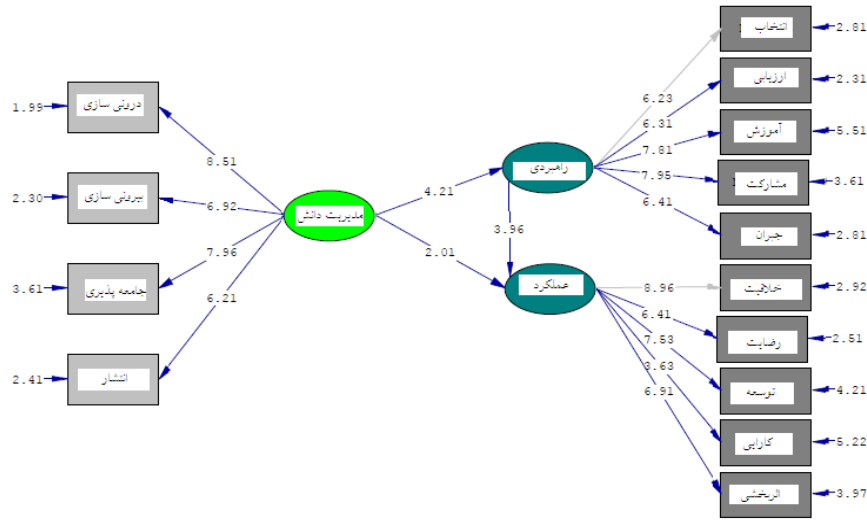 درونی سازی
1.99
بیرونی سازی
2.30
جامعه پذیری
3.61
انتشار
2.41
8.51
6.92
7.96
6.21
مدیریت دانش
4.21
2.01
راهبردی
3.96
عملکرد
6.23
6.31
7.81
7.95
6.41
8.96
6.41
7.53
3.63
6.91
انتخاب
2.81
ارزیابی
2.31
آموزش
5.51
مشارکت
3.61
جبران
2.81
خلاقیت
2.92
رضایت
2.51
توسعه
4.21
کارایی
5.22
اثربخشی
3.97